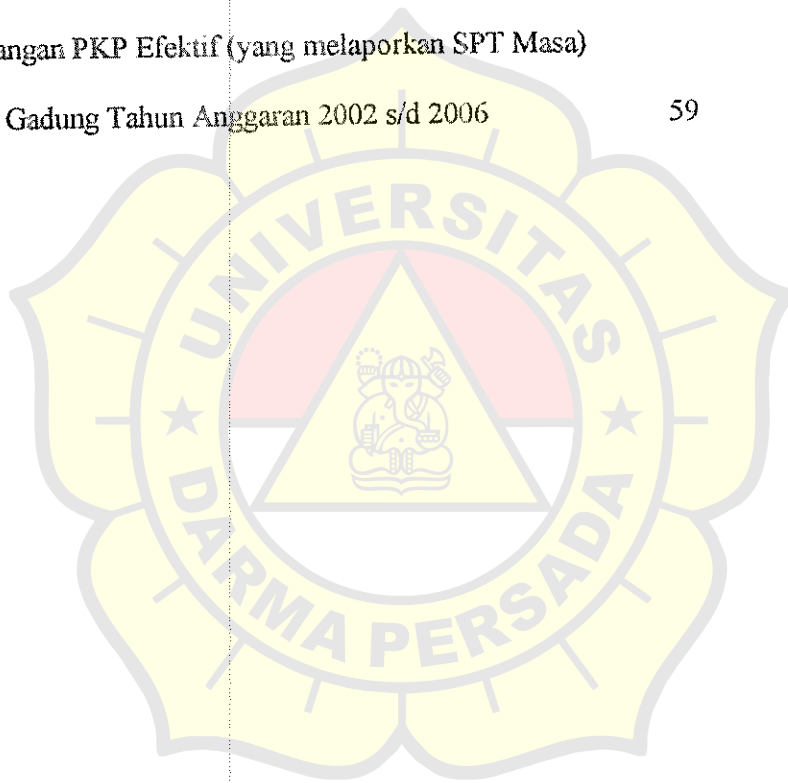 angan PKP Efektif (yang melaporkan SPT Masa)
Gadung Tahun Anggaran 2002 s/d 2006 59
UNIVERSITAS
DARMA PERSADA